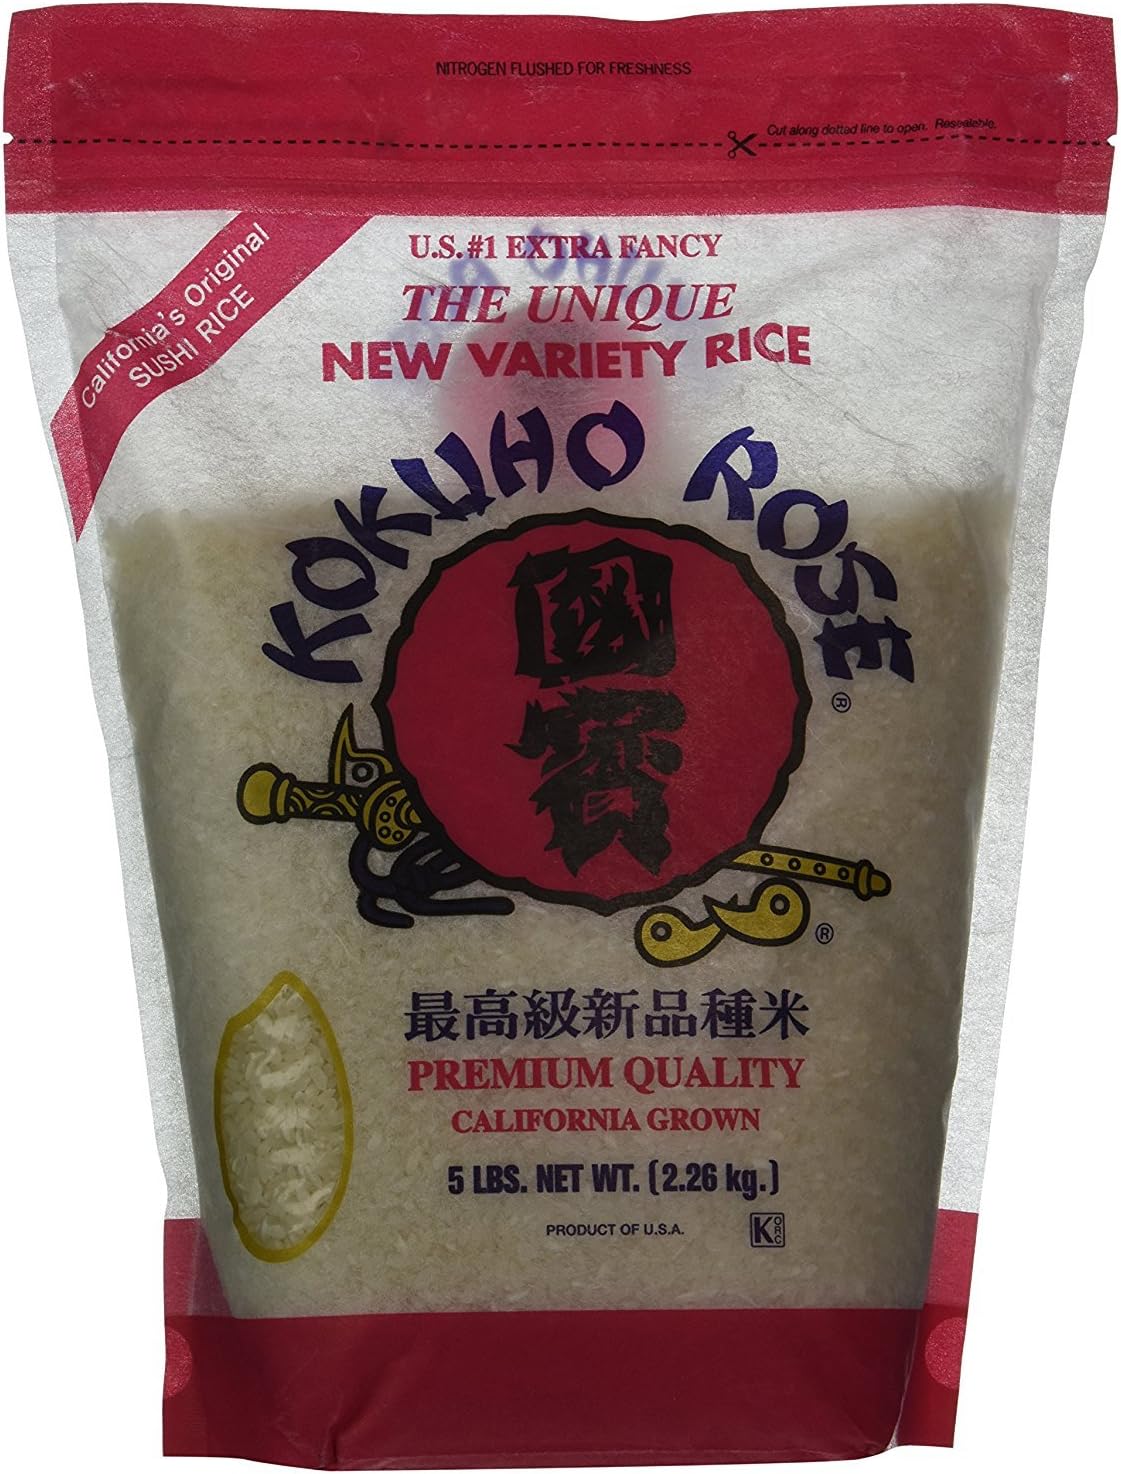 NITROGEN FLUSHED FOR FRESHNESS
Cut along dotted line to open. Resealable.
California's Original
SUSHI RICE
U.S. #1 EXTRA FANCY
THE UNIQUE
NEW VARIETY RICE
KOKUHO ROSE
®
國寳
®
最高級新品種米
PREMIUM QUALITY
CALIFORNIA GROWN
5 LBS. NET WT. (2.26 kg.)
PRODUCT OF U.S.A.
K ORC